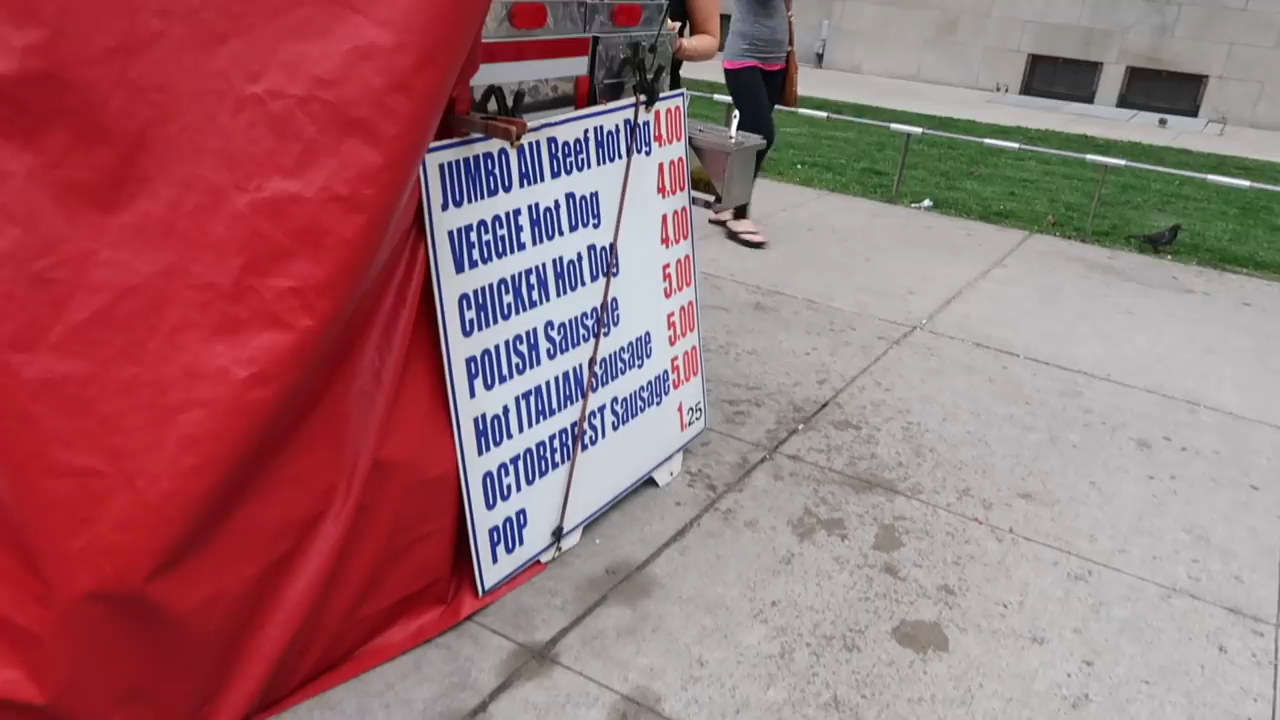 JUMBO All Beef Hot Dog 4.00
VEGGIE Hot Dog 4.00
CHICKEN Hot Dog 4.00
POLISH Sausage 5.00
Hot ITALIAN Sausage 5.00
OCTOBERFEST Sausage 5.00
POP 1.25